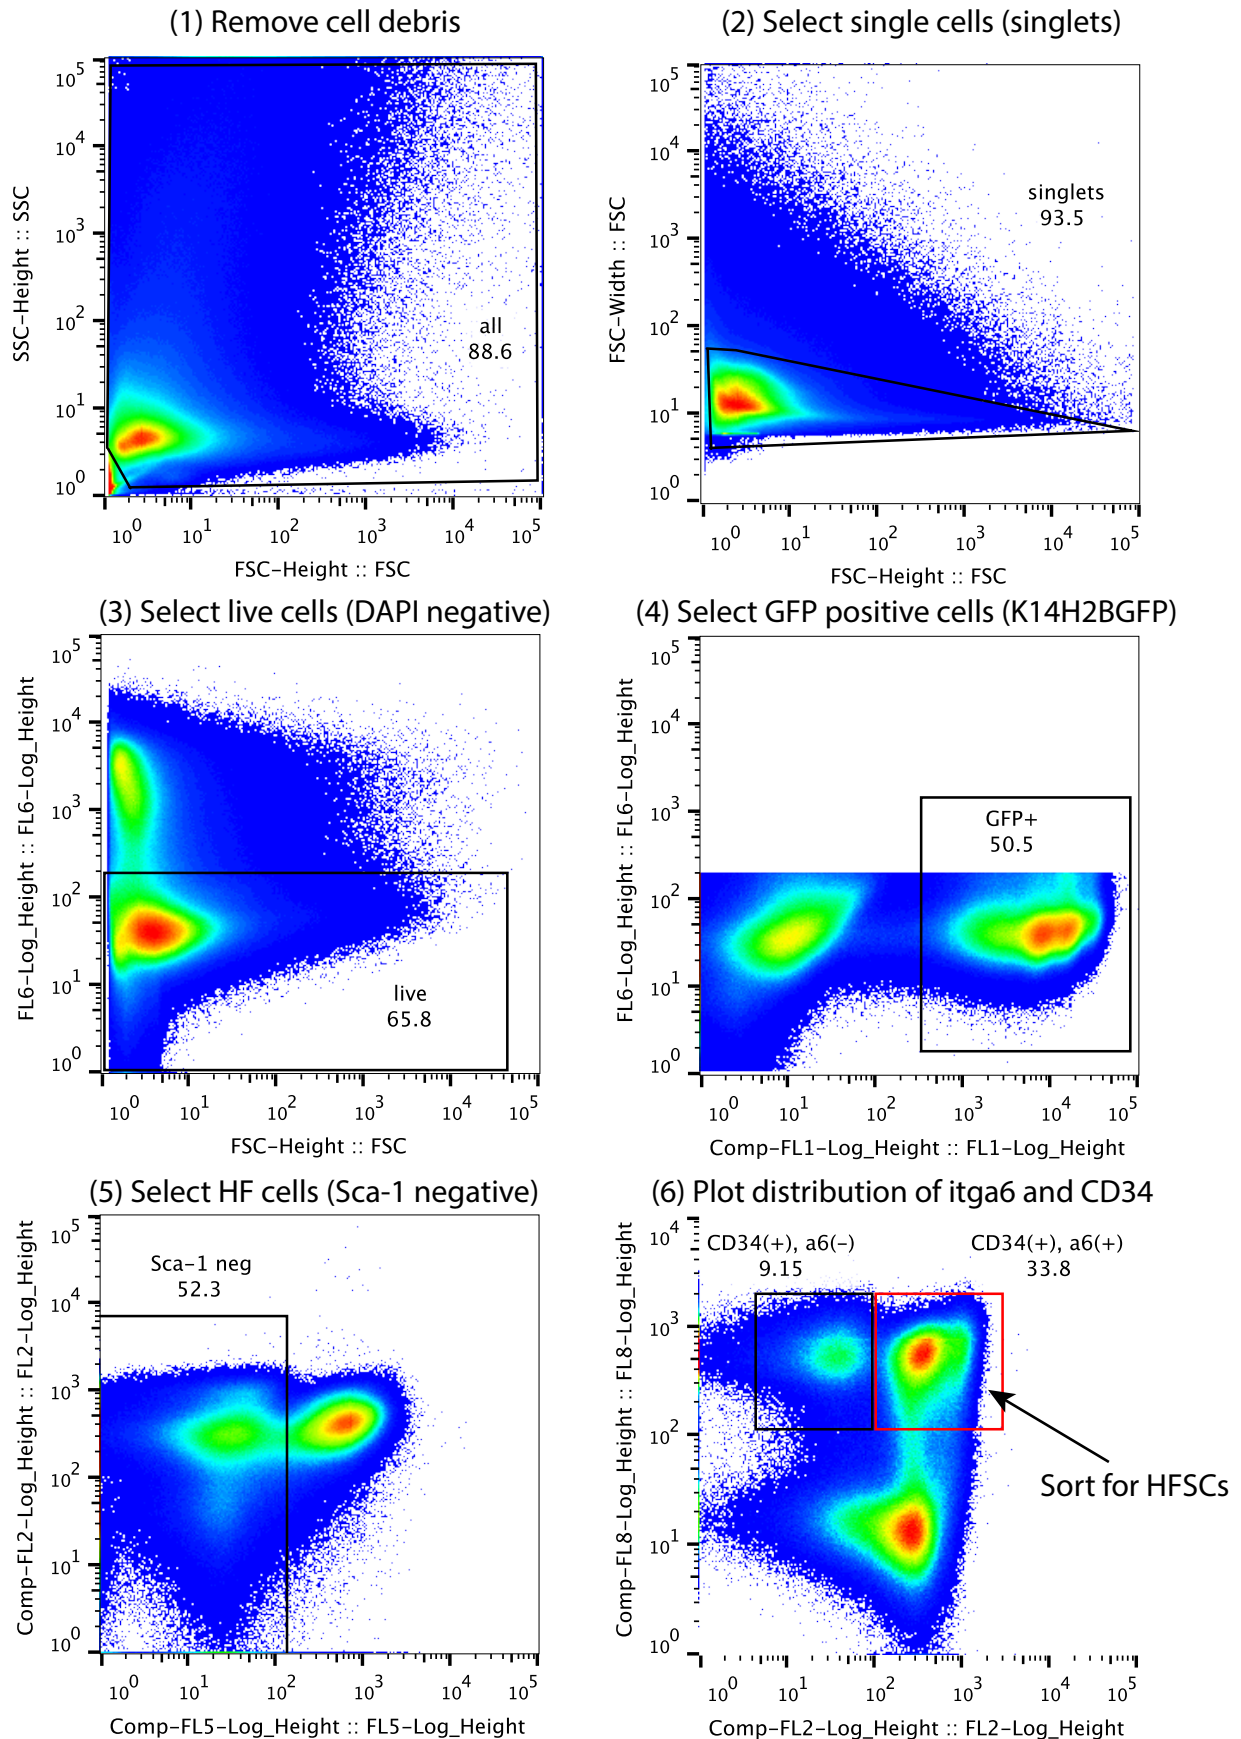 (1) Remove cell debris
SSC-Height :: SSC
10^5
10^4
10^3
10^2
10^1
10^0
all
88.6
10^0 10^1 10^2 10^3 10^4 10^5
FSC-Height :: FSC
(2) Select single cells (singlets)
FSC-Width :: FSC
10^5
10^4
10^3
10^2
10^1
10^0
singlets
93.5
10^0 10^1 10^2 10^3 10^4 10^5
FSC-Height :: FSC
(3) Select live cells (DAPI negative)
FL6-Log_Height :: FL6-Log_Height
10^5
10^4
10^3
10^2
10^1
10^0
live
65.8
10^0 10^1 10^2 10^3 10^4 10^5
FSC-Height :: FSC
(4) Select GFP positive cells (K14H2BGFP)
FL6-Log_Height :: FL6-Log_Height
10^5
10^4
10^3
10^2
10^1
10^0
GFP+
50.5
10^0 10^1 10^2 10^3 10^4 10^5
Comp-FL1-Log_Height :: FL1-Log_Height
(5) Select HF cells (Sca-1 negative)
Comp-FL2-Log_Height :: FL2-Log_Height
10^5
10^4
10^3
10^2
10^1
10^0
Sca-1 neg
52.3
10^0 10^1 10^2 10^3 10^4 10^5
Comp-FL5-Log_Height :: FL5-Log_Height
(6) Plot distribution of itga6 and CD34
Comp-FL8-Log_Height :: FL8-Log_Height
10^4
10^3
10^2
10^1
10^0
CD34(+), a6(-)
9.15
CD34(+), a6(+)
33.8
Sort for HFSCs
10^0 10^1 10^2 10^3 10^4 10^5
Comp-FL2-Log_Height :: FL2-Log_Height